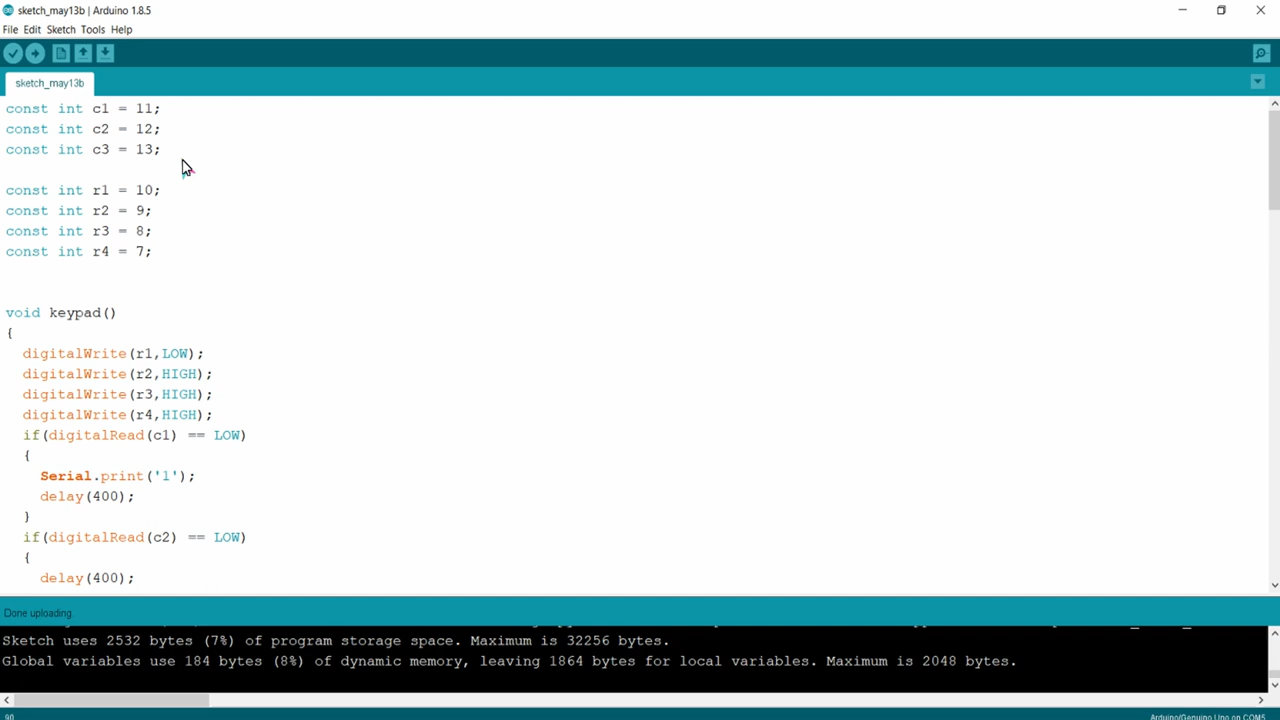 sketch_may13b | Arduino 1.8.5
File Edit Sketch Tools Help
sketch_may13b
const int c1 = 11;
const int c2 = 12;
const int c3 = 13;
const int r1 = 10;
const int r2 = 9;
const int r3 = 8;
const int r4 = 7;
void keypad()
{
digitalWrite(r1,LOW);
digitalWrite(r2,HIGH);
digitalWrite(r3,HIGH);
digitalWrite(r4,HIGH);
if(digitalRead(c1) == LOW)
{
Serial.print('1');
delay(400);
}
if(digitalRead(c2) == LOW)
{
delay(400);
Done uploading.
Sketch uses 2532 bytes (7%) of program storage space. Maximum is 32256 bytes.
Global variables use 184 bytes (8%) of dynamic memory, leaving 1864 bytes for local variables. Maximum is 2048 bytes.
90
Arduino/Genuino Uno on COM5